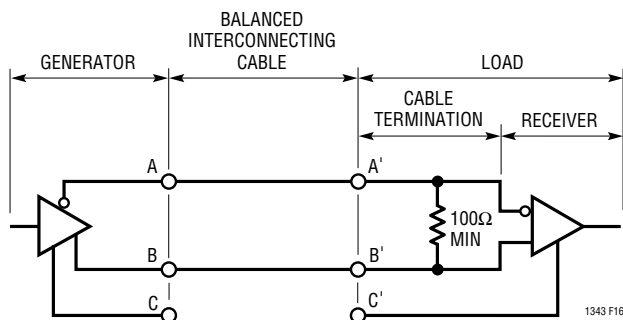 BALANCED
INTERCONNECTING
CABLE
GENERATOR
LOAD
CABLE
TERMINATION
RECEIVER
A
A'
100Ω
MIN
B
B'
C
C'
1343 F16